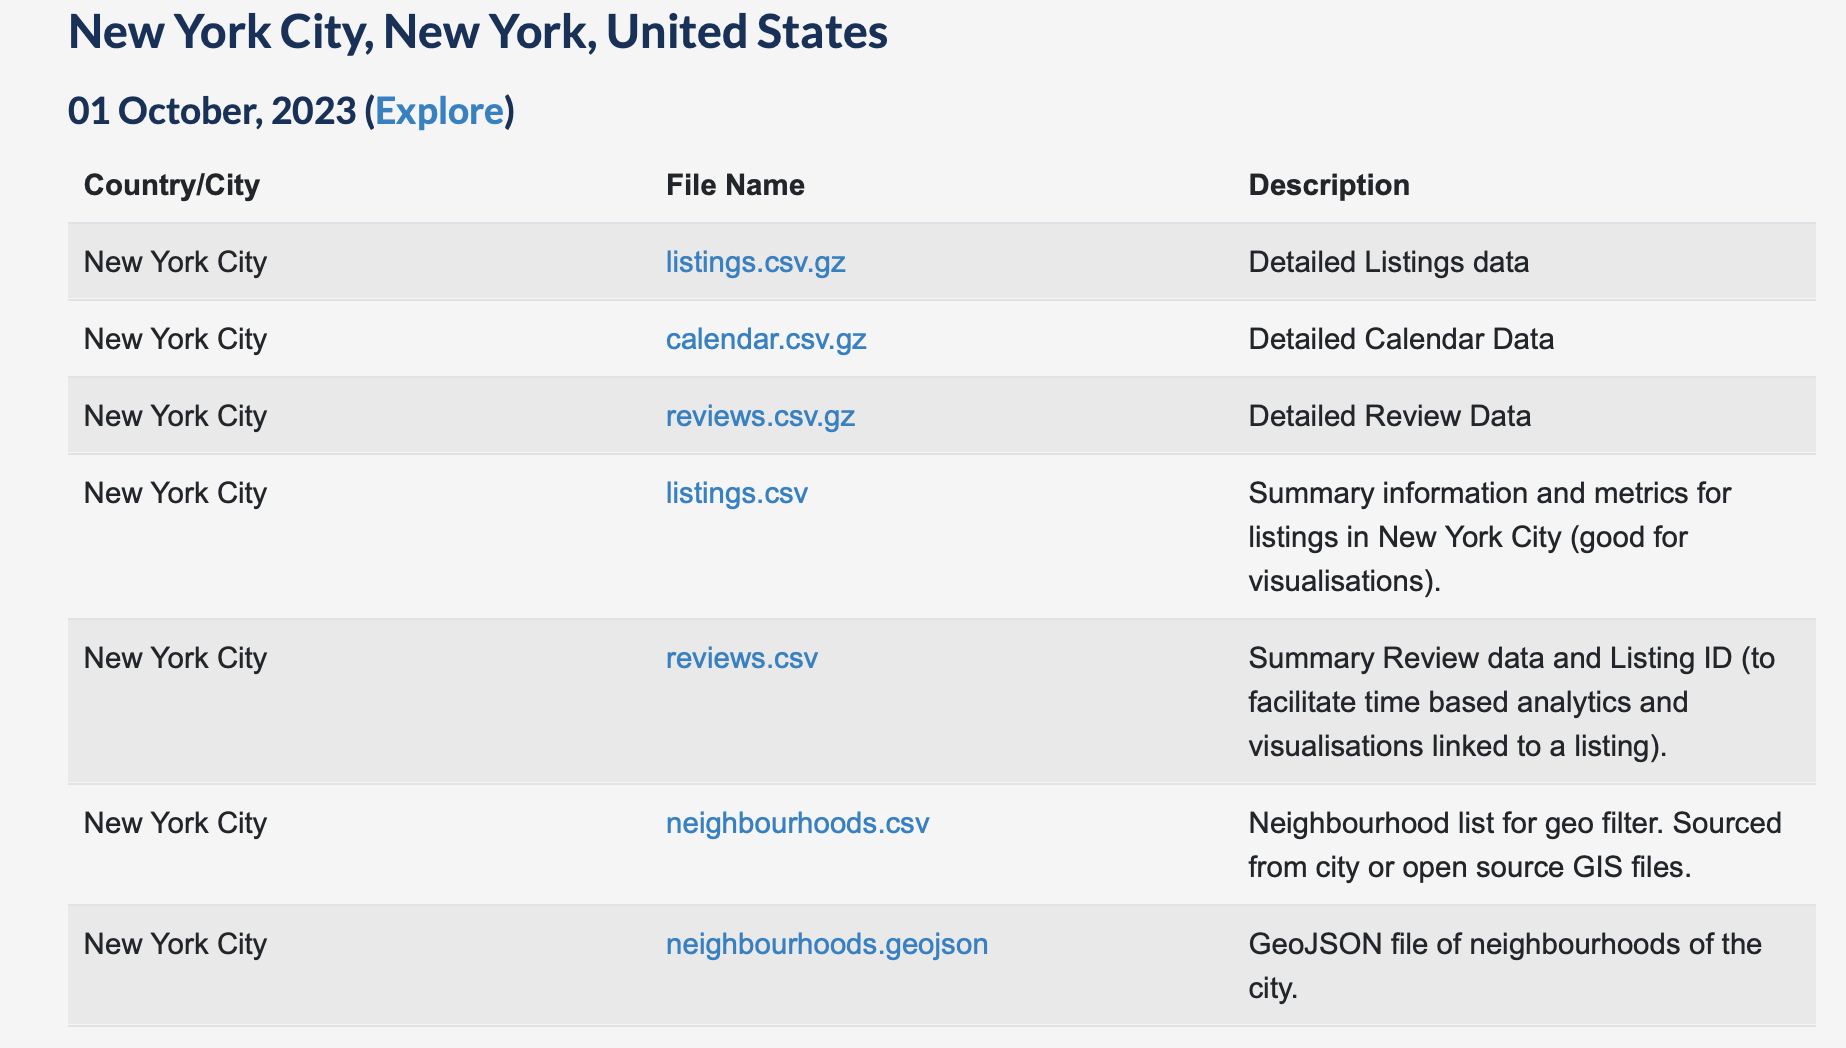 New York City, New York, United States
01 October, 2023 (Explore)
Country/City File Name Description
New York City listings.csv.gz Detailed Listings data
New York City calendar.csv.gz Detailed Calendar Data
New York City reviews.csv.gz Detailed Review Data
New York City listings.csv Summary information and metrics for
listings in New York City (good for
visualisations).
New York City reviews.csv Summary Review data and Listing ID (to
facilitate time based analytics and
visualisations linked to a listing).
New York City neighbourhoods.csv Neighbourhood list for geo filter. Sourced
from city or open source GIS files.
New York City neighbourhoods.geojson GeoJSON file of neighbourhoods of the
city.